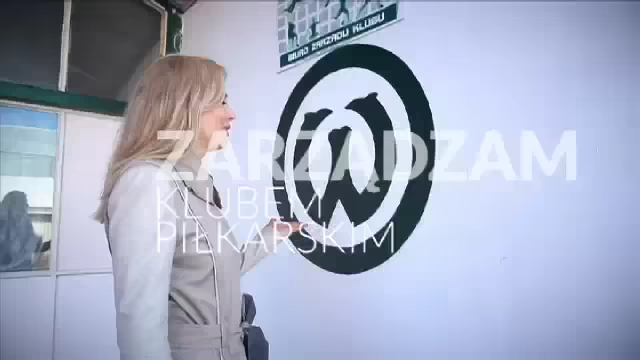 BIURO ZARZĄDU KLUBU
ZARZĄDZAM
KLUBEM
PIŁKARSKIM